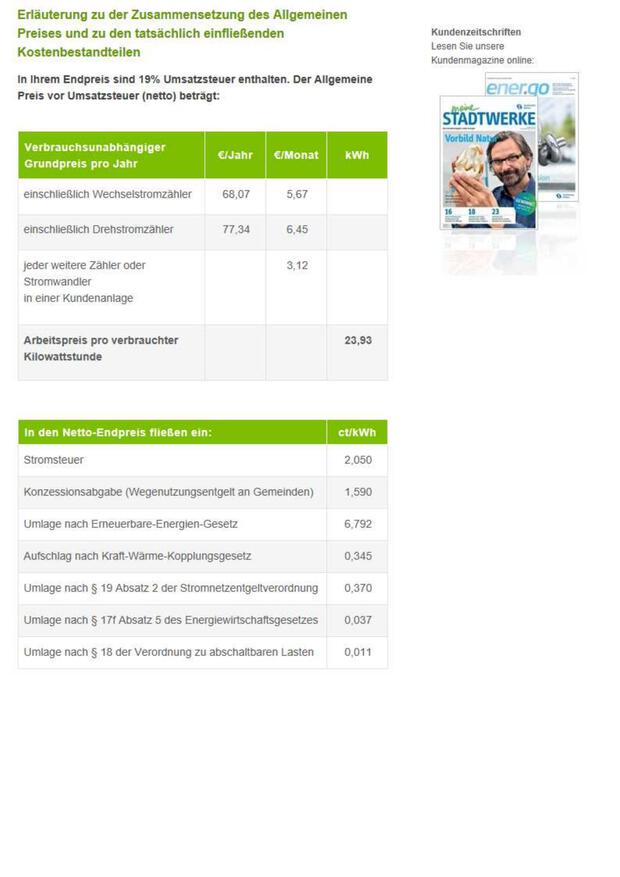 Erläuterung zu der Zusammensetzung des Allgemeinen
Preises und zu den tatsächlich einfließenden
Kostenbestandteilen
In Ihrem Endpreis sind 19% Umsatzsteuer enthalten. Der Allgemeine
Preis vor Umsatzsteuer (netto) beträgt:
Verbrauchsunabhängiger
Grundpreis pro Jahr
€/Jahr €/Monat kWh
einschließlich Wechselstromzähler 68,07 5,67
einschließlich Drehstromzähler 77,34 6,45
jeder weitere Zähler oder 3,12
Stromwandler
in einer Kundenanlage
Arbeitspreis pro verbrauchter 23,93
Kilowattstunde
In den Netto-Endpreis fließen ein: ct/kWh
Stromsteuer 2,050
Konzessionsabgabe (Wegenutzungsentgelt an Gemeinden) 1,590
Umlage nach Erneuerbare-Energien-Gesetz 6,792
Aufschlag nach Kraft-Wärme-Kopplungsgesetz 0,345
Umlage nach § 19 Absatz 2 der Stromnetzentgeltverordnung 0,370
Umlage nach § 17f Absatz 5 des Energiewirtschaftsgesetzes 0,037
Umlage nach § 18 der Verordnung zu abschaltbaren Lasten 0,011
Kundenzeitschriften
Lesen Sie unsere
Kundenmagazine online:
ener.go
meine
STADTWERKE
Vorbild Natur
16 18 23